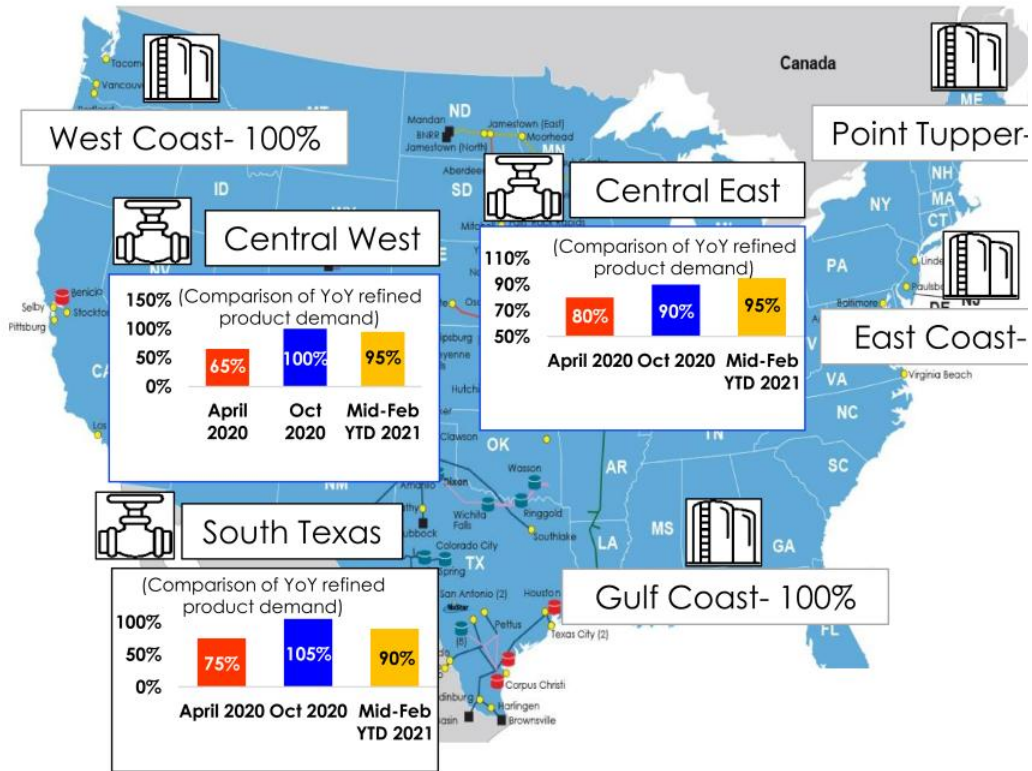 Canada
Tacoma
Vancouver
West Coast- 100%
ND
Mandan
BNRR
Jamestown (North)
Jamestown (East)
Moorhead
MN
ME
Point Tupper-
NH
MA
CT
NY
ID
SD
Central West
(Comparison of YoY refined
product demand)
150%
100%
50%
0%
65%
100%
95%
April
2020
Oct
2020
Mid-Feb
YTD 2021
Central East
(Comparison of YoY refined
product demand)
110%
90%
70%
50%
80%
90%
95%
April 2020
Oct 2020
Mid-Feb
YTD 2021
PA
Baltimore
East Coast-
VA
Virginia Beach
NC
SC
Benicia
Selby
Stockton
Pittsburg
CA
Los
Clawson
OK
AR
TN
NM
Dixon
Wasson
Wichita
Falls
Ringgold
Southlake
Colorado City
TX
LA
MS
GA
FL
South Texas
(Comparison of YoY refined
product demand)
100%
50%
0%
75%
105%
90%
April 2020
Oct 2020
Mid-Feb
YTD 2021
San Antonio (2)
Pettus
Houston
Texas City (2)
Corpus Christi
Harlingen
Brownsville
Gulf Coast- 100%